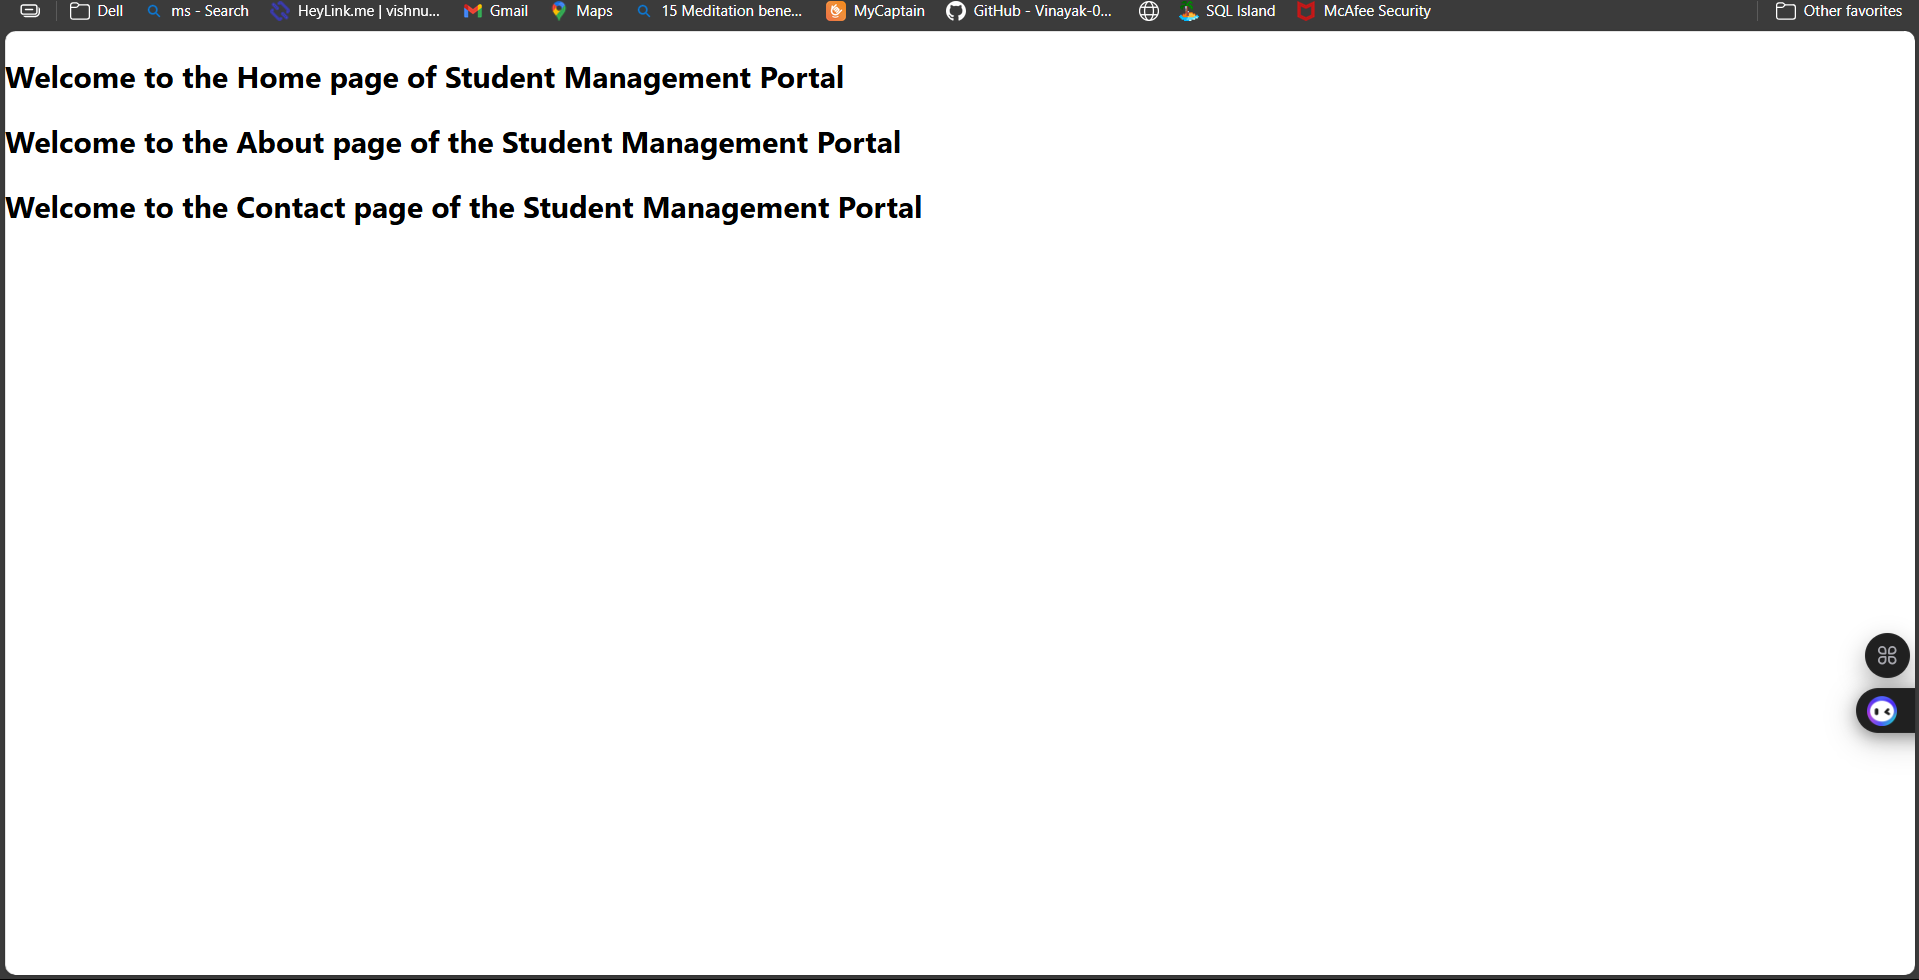 Dell ms - Search HeyLink.me | vishnu... Gmail Maps 15 Meditation bene... MyCaptain GitHub - Vinayak-0... SQL Island McAfee Security Other favorites
Welcome to the Home page of Student Management Portal
Welcome to the About page of the Student Management Portal
Welcome to the Contact page of the Student Management Portal